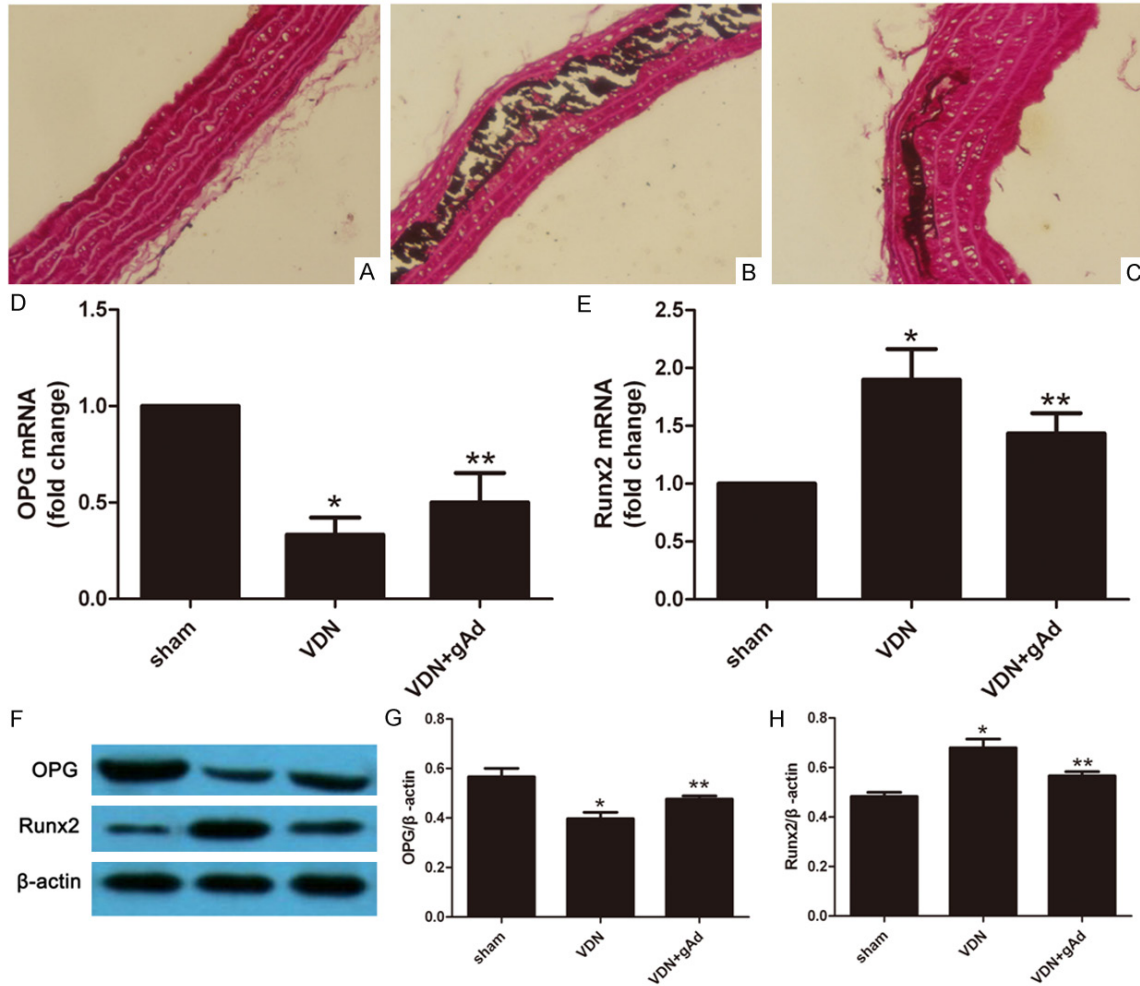 A
B
C
D
OPG mRNA
(fold change)
1.5
1.0
0.5
0.0
*
**
sham
VDN
VDN+gAd
E
Runx2 mRNA
(fold change)
2.5
2.0
1.5
1.0
0.5
0.0
*
**
sham
VDN
VDN+gAd
F
OPG
Runx2
β-actin
G
OPG/β -actin
0.8
0.6
0.4
0.2
0.0
*
**
sham
VDN
VDN+gAd
H
Runx2/β -actin
0.8
0.6
0.4
0.2
0.0
*
**
sham
VDN
VDN+gAd